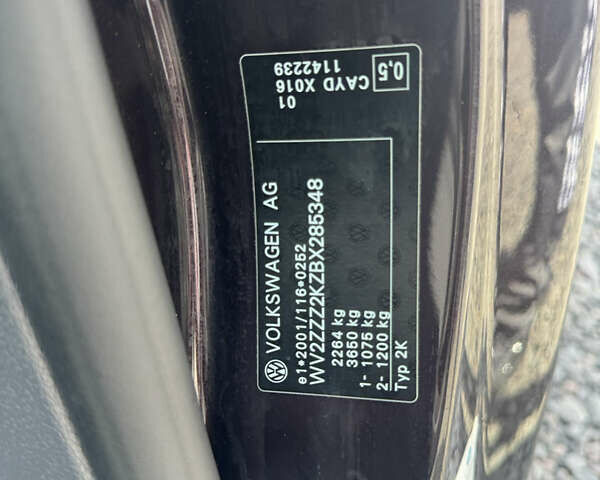 VOLKSWAGEN AG
e1*2001/116*0252
WV2ZZZ2KZBX285348
2264 kg
3650 kg
1- 1075 kg
2- 1200 kg
Typ 2K
01
CAYD X016
1142239
0,5